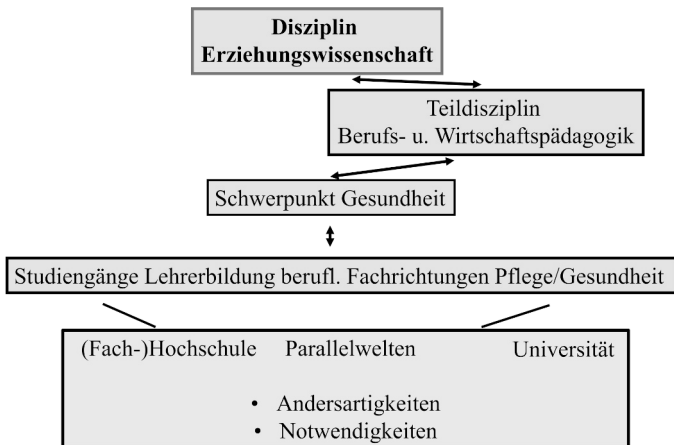 Disziplin
Erziehungswissenschaft
Teildisziplin
Berufs- u. Wirtschaftspädagogik
Schwerpunkt Gesundheit
Studiengänge Lehrerbildung berufl. Fachrichtungen Pflege/Gesundheit
(Fach-)Hochschule Parallelwelten Universität
• Andersartigkeiten
• Notwendigkeiten